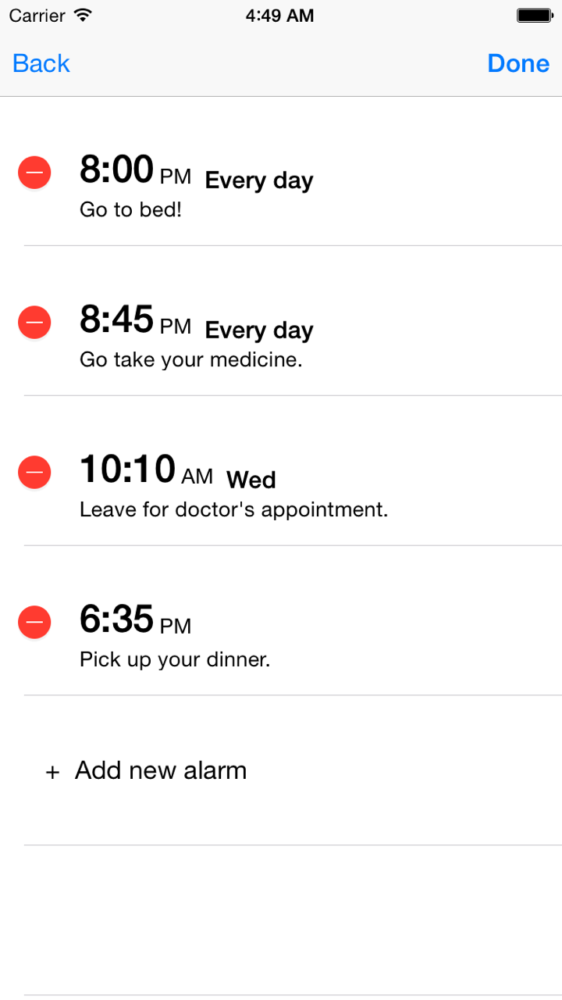 Carrier 4:49 AM
Back Done
8:00 PM Every day
Go to bed!
8:45 PM Every day
Go take your medicine.
10:10 AM Wed
Leave for doctor's appointment.
6:35 PM
Pick up your dinner.
+ Add new alarm